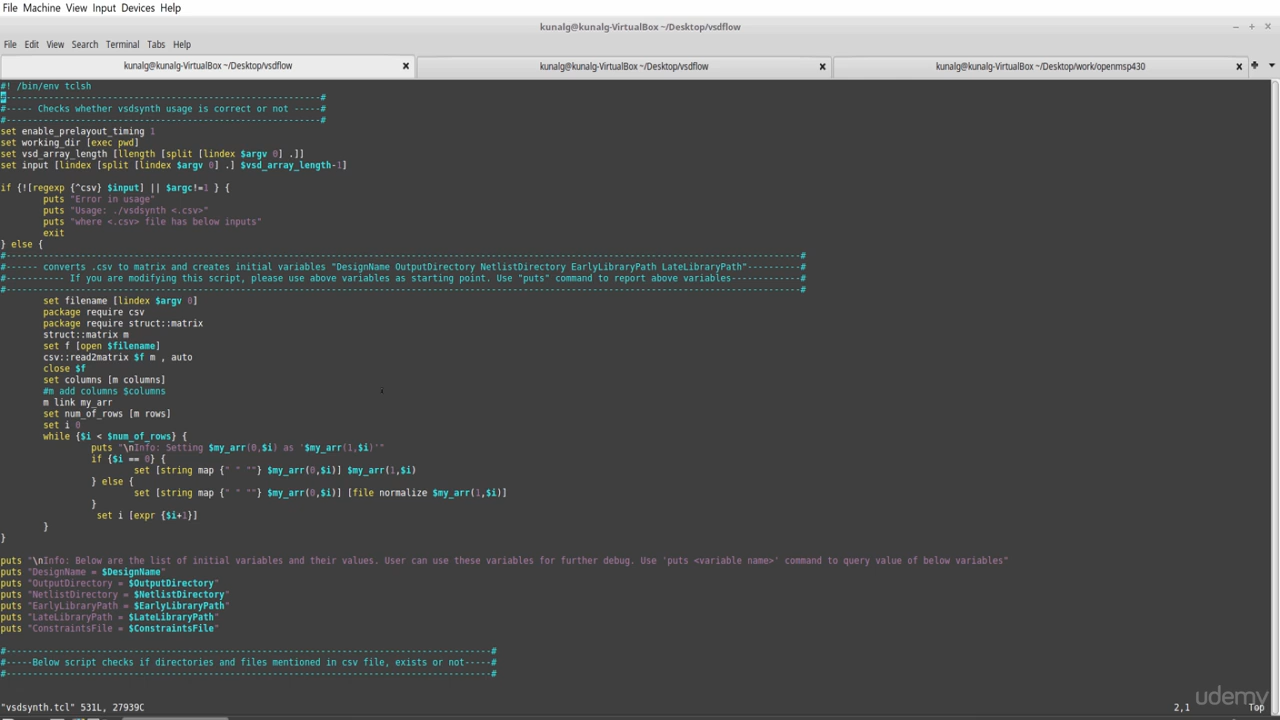 File Machine View Input Devices Help
kunalg@kunalg-VirtualBox ~/Desktop/vsdflow
File Edit View Search Terminal Tabs Help
kunalg@kunalg-VirtualBox ~/Desktop/vsdflow kunalg@kunalg-VirtualBox ~/Desktop/vsdflow kunalg@kunalg-VirtualBox ~/Desktop/work/openmsp430
#! /bin/env tclsh
#-----------------------------------------------------------#
#----- Checks whether vsdsynth usage is correct or not -----#
#-----------------------------------------------------------#
set enable_prelayout_timing 1
set working_dir [exec pwd]
set vsd_array_length [llength [split [lindex $argv 0] .]]
set input [lindex [split [lindex $argv 0] .] $vsd_array_length-1]
if {![regexp {^csv} $input] || $argc!=1 } {
puts "Error in usage"
puts "Usage: ./vsdsynth <.csv>"
puts "where <.csv> file has below inputs"
exit
} else {
#-----------------------------------------------------------------------------------------------------------------------------------------------------#
#------ converts .csv to matrix and creates initial variables "DesignName OutputDirectory NetlistDirectory EarlyLibraryPath LateLibraryPath"----------#
#----------- If you are modifying this script, please use above variables as starting point. Use "puts" command to report above variables-------------#
#-----------------------------------------------------------------------------------------------------------------------------------------------------#
set filename [lindex $argv 0]
package require csv
package require struct::matrix
struct::matrix m
set f [open $filename]
csv::read2matrix $f m , auto
close $f
set columns [m columns]
#m add columns $columns
m link my_arr
set num_of_rows [m rows]
set i 0
while {$i < $num_of_rows} {
puts "\nInfo: Setting $my_arr(0,$i) as '$my_arr(1,$i)'"
if {$i == 0} {
set [string map {" " ""} $my_arr(0,$i)] $my_arr(1,$i)
} else {
set [string map {" " ""} $my_arr(0,$i)] [file normalize $my_arr(1,$i)]
}
set i [expr {$i+1}]
}
}
puts "\nInfo: Below are the list of initial variables and their values. User can use these variables for further debug. Use 'puts <variable name>' command to query value of below variables"
puts "DesignName = $DesignName"
puts "OutputDirectory = $OutputDirectory"
puts "NetlistDirectory = $NetlistDirectory"
puts "EarlyLibraryPath = $EarlyLibraryPath"
puts "LateLibraryPath = $LateLibraryPath"
puts "ConstraintsFile = $ConstraintsFile"
#-------------------------------------------------------------------------------------------#
#-----Below script checks if directories and files mentioned in csv file, exists or not-----#
#-------------------------------------------------------------------------------------------#
"vsdsynth.tcl" 531L, 27939C 2,1 Top
udemy